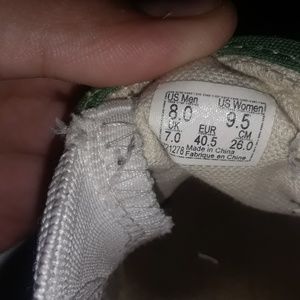 US Men US Women
8.0 9.5
UK EUR CM
7.0 40.5 26.0
Made in China
Fabrique en Chine